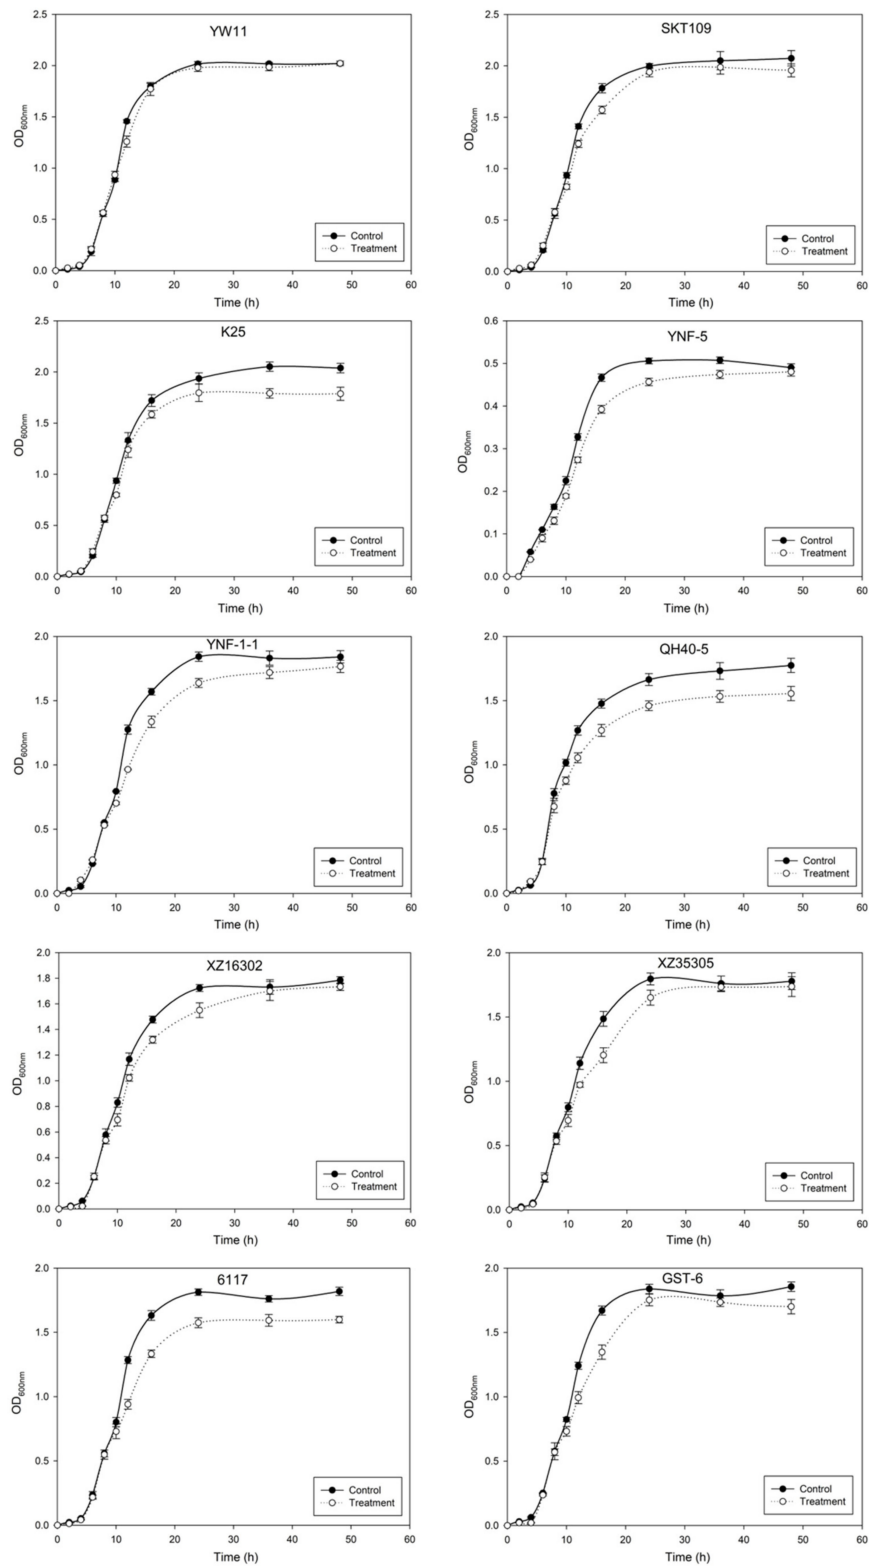 YW11
2.5
2.0
1.5
1.0
0.5
0.0
OD600nm
Control
Treatment
0 10 20 30 40 50 60
Time (h)
SKT109
2.5
2.0
1.5
1.0
0.5
0.0
OD600nm
Control
Treatment
0 10 20 30 40 50 60
Time (h)
K25
2.5
2.0
1.5
1.0
0.5
0.0
OD600nm
Control
Treatment
0 10 20 30 40 50 60
Time (h)
YNF-5
0.6
0.5
0.4
0.3
0.2
0.1
0.0
OD600nm
Control
Treatment
0 10 20 30 40 50 60
Time (h)
YNF-1-1
2.0
1.5
1.0
0.5
0.0
OD600nm
Control
Treatment
0 10 20 30 40 50 60
Time (h)
QH40-5
2.0
1.5
1.0
0.5
0.0
OD600nm
Control
Treatment
0 10 20 30 40 50 60
Time (h)
XZ16302
2.0
1.8
1.6
1.4
1.2
1.0
0.8
0.6
0.4
0.2
0.0
OD600nm
Control
Treatment
0 10 20 30 40 50 60
Time (h)
XZ35305
2.0
1.5
1.0
0.5
0.0
OD600nm
Control
Treatment
0 10 20 30 40 50 60
Time (h)
6117
2.0
1.5
1.0
0.5
0.0
OD600nm
Control
Treatment
0 10 20 30 40 50 60
Time (h)
GST-6
2.0
1.5
1.0
0.5
0.0
OD600nm
Control
Treatment
0 10 20 30 40 50 60
Time (h)